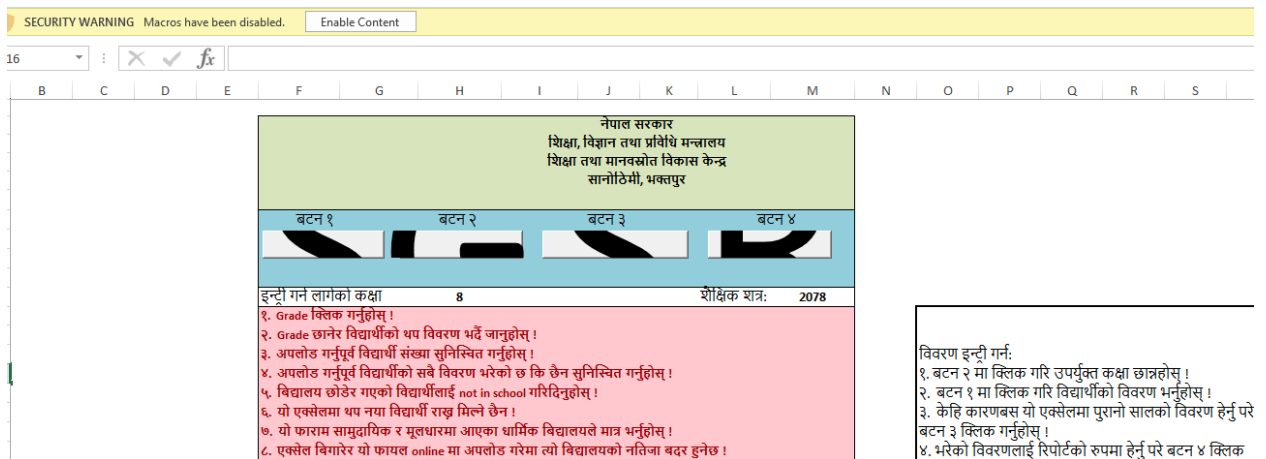 SECURITY WARNING Macros have been disabled. Enable Content
16 fx
B C D E F G H I J K L M N O P Q R S
नेपाल सरकार
शिक्षा, विज्ञान तथा प्रविधि मन्त्रालय
शिक्षा तथा मानवस्रोत विकास केन्द्र
सानोठिमी, भक्तपुर
बटन १ बटन २ बटन ३ बटन ४
इन्ट्री गर्न लागेको कक्षा 8 शैक्षिक शत्र: 2078
१. Grade क्लिक गर्नुहोस् !
२. Grade छानेर विद्यार्थीको थप विवरण भर्दै जानुहोस् !
३. अपलोड गर्नुपूर्व विद्यार्थी संख्या सुनिस्चित गर्नुहोस् !
४. अपलोड गर्नुपूर्व विद्यार्थीको सबै विवरण भरेको छ कि छैन सुनिस्चित गर्नुहोस् !
५. बिद्यालय छोडेर गएको विद्यार्थीलाई not in school गरिदिनुहोस् !
६. यो एक्सेलमा थप नया विद्यार्थी राख्न मिल्ने छैन !
७. यो फाराम सामुदायिक र मूलधारमा आएका धार्मिक बिद्यालयले मात्र भर्नुहोस् !
८. एक्सेल बिगारेर यो फायल online मा अपलोड गरेमा त्यो बिद्यालयको नतिजा बदर हुनेछ !
विवरण इन्ट्री गर्न:
१. बटन २ मा क्लिक गरि उपर्युक्त कक्षा छान्नहोस् !
२. बटन १ मा क्लिक गरि विद्यार्थीको विवरण भर्नुहोस् !
३. केहि कारणबस यो एक्सेलमा पुरानो सालको विवरण हेर्नु परे
बटन ३ क्लिक गर्नुहोस् !
४. भरेको विवरणलाई रिपोर्टको रुपमा हेर्नु परे बटन ४ क्लिक